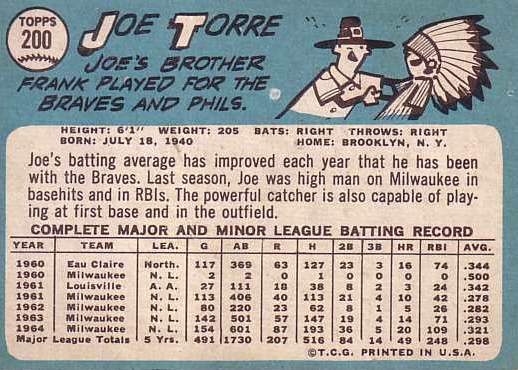 TOPPS
200
JOE TORRE
JOE'S BROTHER
FRANK PLAYED FOR THE
BRAVES AND PHILS.
HEIGHT: 6'1" WEIGHT: 205 BATS: RIGHT THROWS: RIGHT
BORN: JULY 18, 1940 HOME: BROOKLYN, N. Y.
Joe's batting average has improved each year that he has been
with the Braves. Last season, Joe was high man on Milwaukee in
basehits and in RBIs. The powerful catcher is also capable of play-
ing at first base and in the outfield.
COMPLETE MAJOR AND MINOR LEAGUE BATTING RECORD
YEAR TEAM LEA. G AB R H 2B 3B HR RBI AVG.
1960 Eau Claire North. 117 369 63 127 23 3 16 74 .344
1960 Milwaukee N. L. 2 2 0 1 0 0 0 0 .500
1961 Louisville A. A. 27 111 18 38 8 2 3 24 .342
1961 Milwaukee N. L. 113 406 40 113 21 4 10 42 .278
1962 Milwaukee N. L. 80 220 23 62 8 1 5 26 .282
1963 Milwaukee N. L. 142 501 57 147 19 4 14 71 .293
1964 Milwaukee N. L. 154 601 87 193 36 5 20 109 .321
Major League Totals 5 Yrs. 491 1730 207 516 84 14 49 248 .298
©T.C.G. PRINTED IN U.S.A.